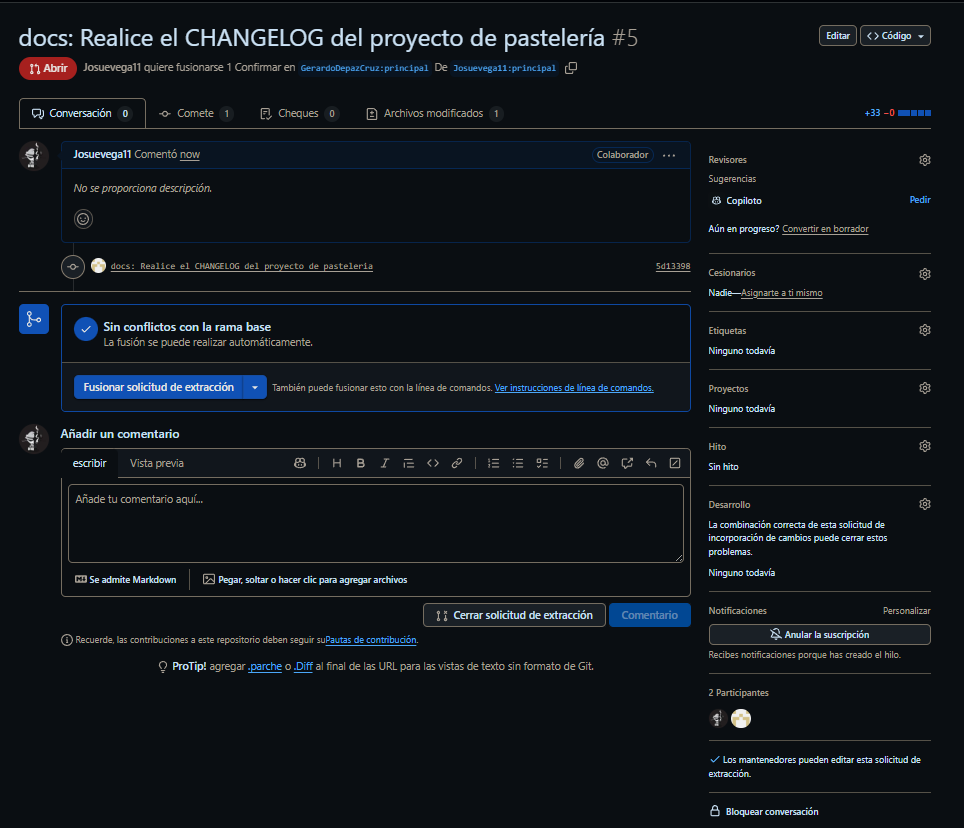 docs: Realice el CHANGELOG del proyecto de pastelería #5
Editar
Código
Abrir
Josuevega11 quiere fusionarse 1 Confirmar en GerardoDepazCruz:principal De Josuevega11:principal
Conversación 0
Comete 1
Cheques 0
Archivos modificados 1
+33 −0
Josuevega11 Comentó now
Colaborador
No se proporciona descripción.
docs: Realice el CHANGELOG del proyecto de pasteleria
5d13398
Sin conflictos con la rama base
La fusión se puede realizar automáticamente.
Fusionar solicitud de extracción
También puede fusionar esto con la línea de comandos. Ver instrucciones de línea de comandos.
Añadir un comentario
escribir
Vista previa
Añade tu comentario aquí...
Se admite Markdown
Pegar, soltar o hacer clic para agregar archivos
Cerrar solicitud de extracción
Comentario
Recuerde, las contribuciones a este repositorio deben seguir suPautas de contribución.
ProTip! agregar .parche o .Diff al final de las URL para las vistas de texto sin formato de Git.
Revisores
Sugerencias
Copiloto
Pedir
Aún en progreso? Convertir en borrador
Cesionarios
Nadie—Asignarte a ti mismo
Etiquetas
Ninguno todavía
Proyectos
Ninguno todavía
Hito
Sin hito
Desarrollo
La combinación correcta de esta solicitud de
incorporación de cambios puede cerrar estos
problemas.
Ninguno todavía
Notificaciones
Personalizar
Anular la suscripción
Recibes notificaciones porque has creado el hilo.
2 Participantes
Los mantenedores pueden editar esta solicitud de
extracción.
Bloquear conversación